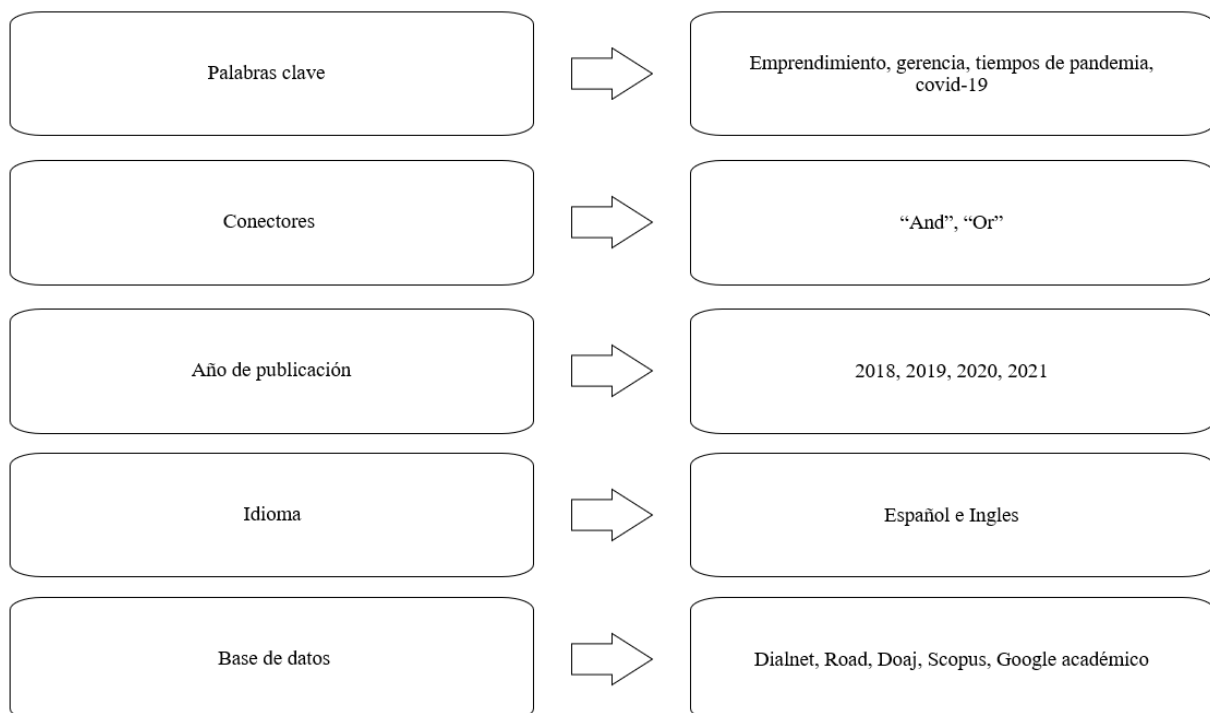 Palabras clave
Emprendimiento, gerencia, tiempos de pandemia,
covid-19
Conectores
“And”, “Or”
Año de publicación
2018, 2019, 2020, 2021
Idioma
Español e Ingles
Base de datos
Dialnet, Road, Doaj, Scopus, Google académico